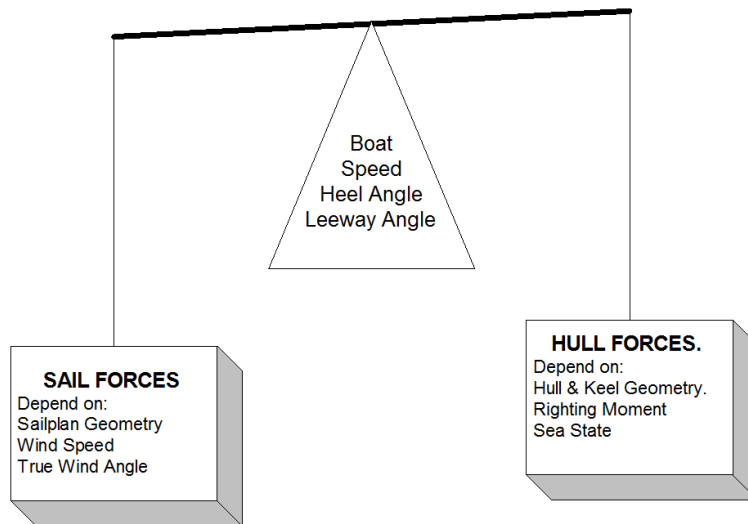 Boat
Speed
Heel Angle
Leeway Angle
SAIL FORCES
Depend on:
Sailplan Geometry
Wind Speed
True Wind Angle
HULL FORCES.
Depend on:
Hull & Keel Geometry.
Righting Moment
Sea State